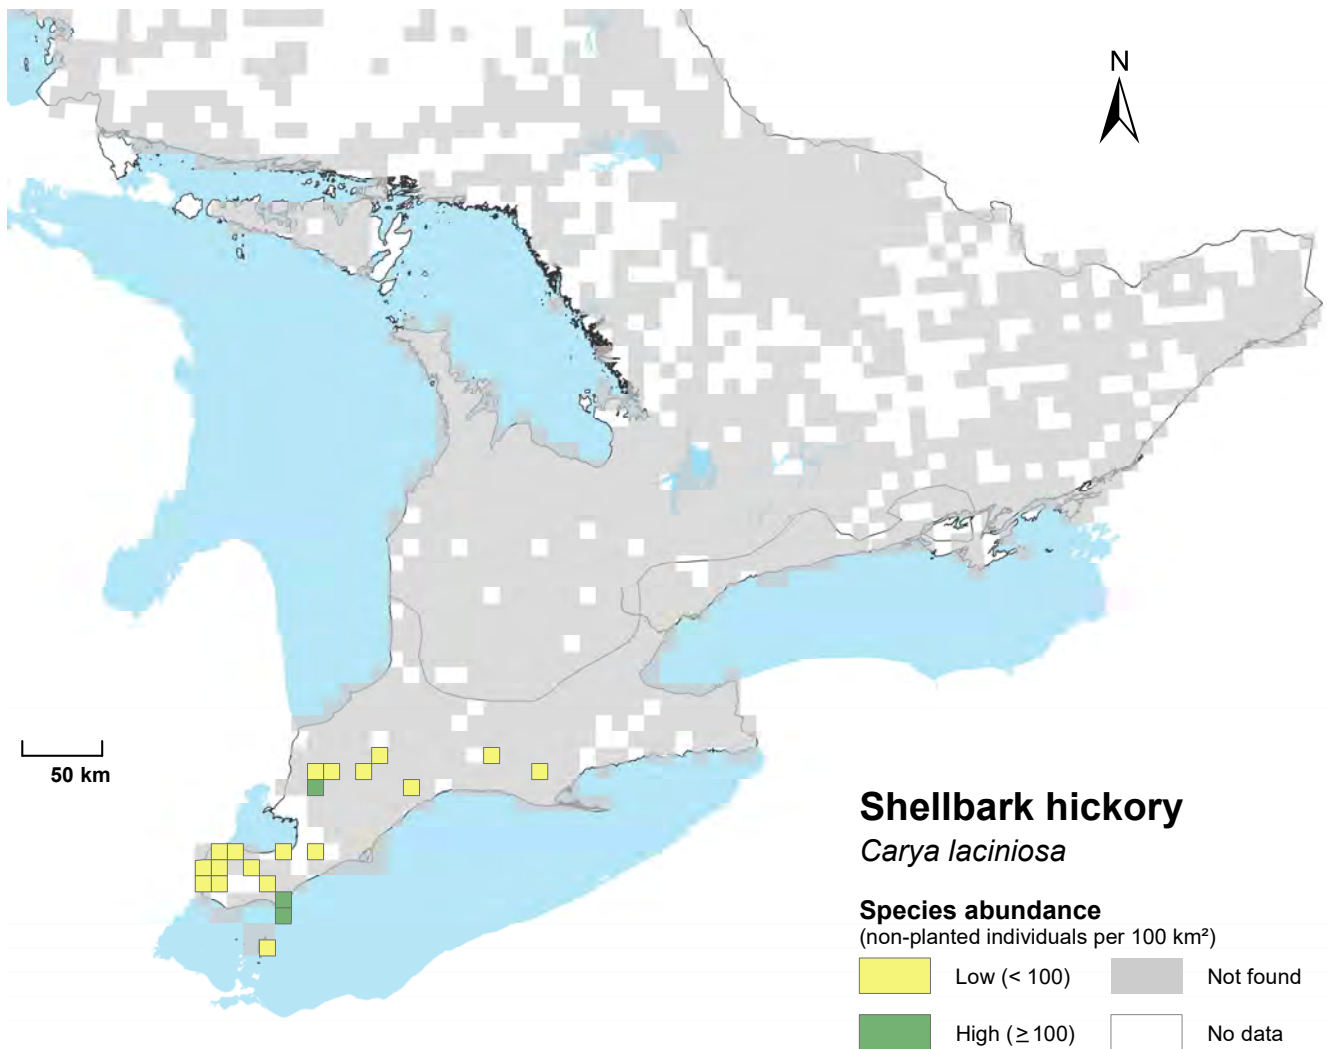 N
50 km
Shellbark hickory
Carya laciniosa
Species abundance
(non-planted individuals per 100 km²)
Low (< 100)
Not found
High (≥ 100)
No data